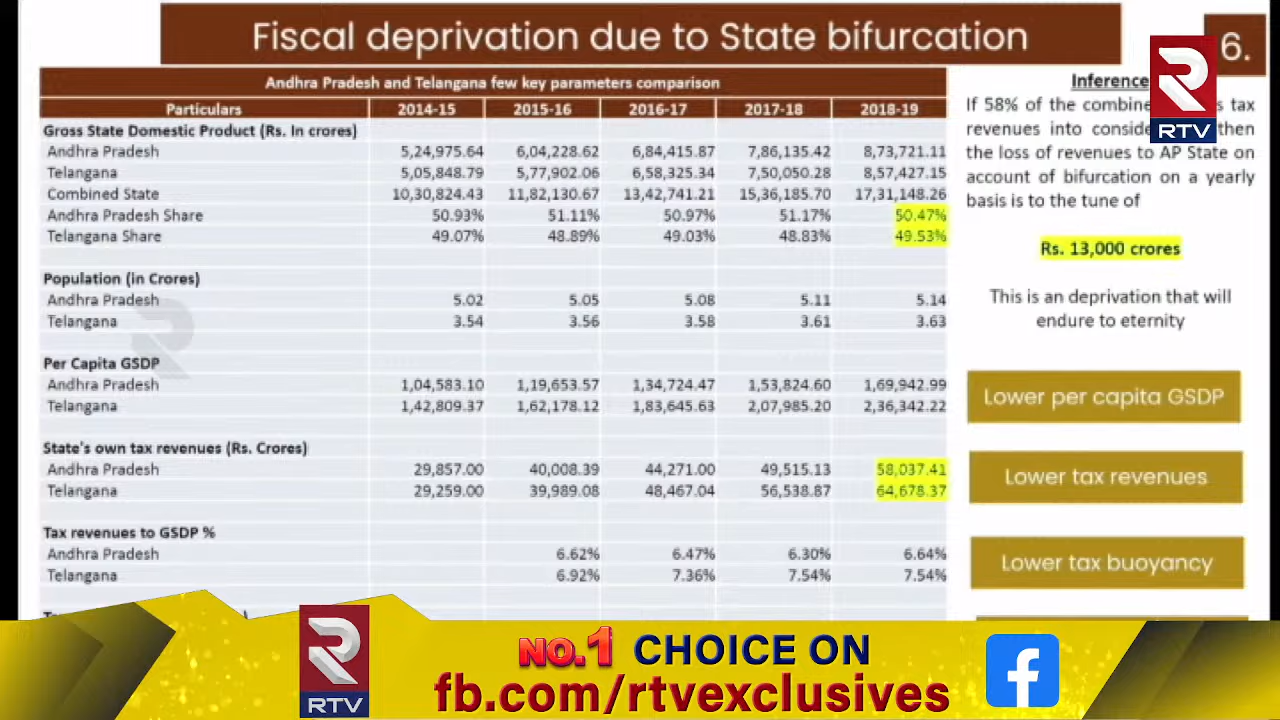 Fiscal deprivation due to State bifurcation
6.
RTV
Andhra Pradesh and Telangana few key parameters comparison
Particulars 2014-15 2015-16 2016-17 2017-18 2018-19
Gross State Domestic Product (Rs. In crores)
Andhra Pradesh 5,24,975.64 6,04,228.62 6,84,415.87 7,86,135.42 8,73,721.11
Telangana 5,05,848.79 5,77,902.06 6,58,325.34 7,50,050.28 8,57,427.15
Combined State 10,30,824.43 11,82,130.67 13,42,741.21 15,36,185.70 17,31,148.26
Andhra Pradesh Share 50.93% 51.11% 50.97% 51.17% 50.47%
Telangana Share 49.07% 48.89% 49.03% 48.83% 49.53%
Population (in Crores)
Andhra Pradesh 5.02 5.05 5.08 5.11 5.14
Telangana 3.54 3.56 3.58 3.61 3.63
Per Capita GSDP
Andhra Pradesh 1,04,583.10 1,19,653.57 1,34,724.47 1,53,824.60 1,69,942.99
Telangana 1,42,809.37 1,62,178.12 1,83,645.63 2,07,985.20 2,36,342.22
State's own tax revenues (Rs. Crores)
Andhra Pradesh 29,857.00 40,008.39 44,271.00 49,515.13 58,037.41
Telangana 29,259.00 39,989.08 48,467.04 56,538.87 64,678.37
Tax revenues to GSDP %
Andhra Pradesh 6.62% 6.47% 6.30% 6.64%
Telangana 6.92% 7.36% 7.54% 7.54%
Inference
If 58% of the combine s tax
revenues into conside then
the loss of revenues to AP State on
account of bifurcation on a yearly
basis is to the tune of
Rs. 13,000 crores
This is an deprivation that will
endure to eternity
Lower per capita GSDP
Lower tax revenues
Lower tax buoyancy
RTV
NO.1 CHOICE ON
fb.com/rtvexclusives